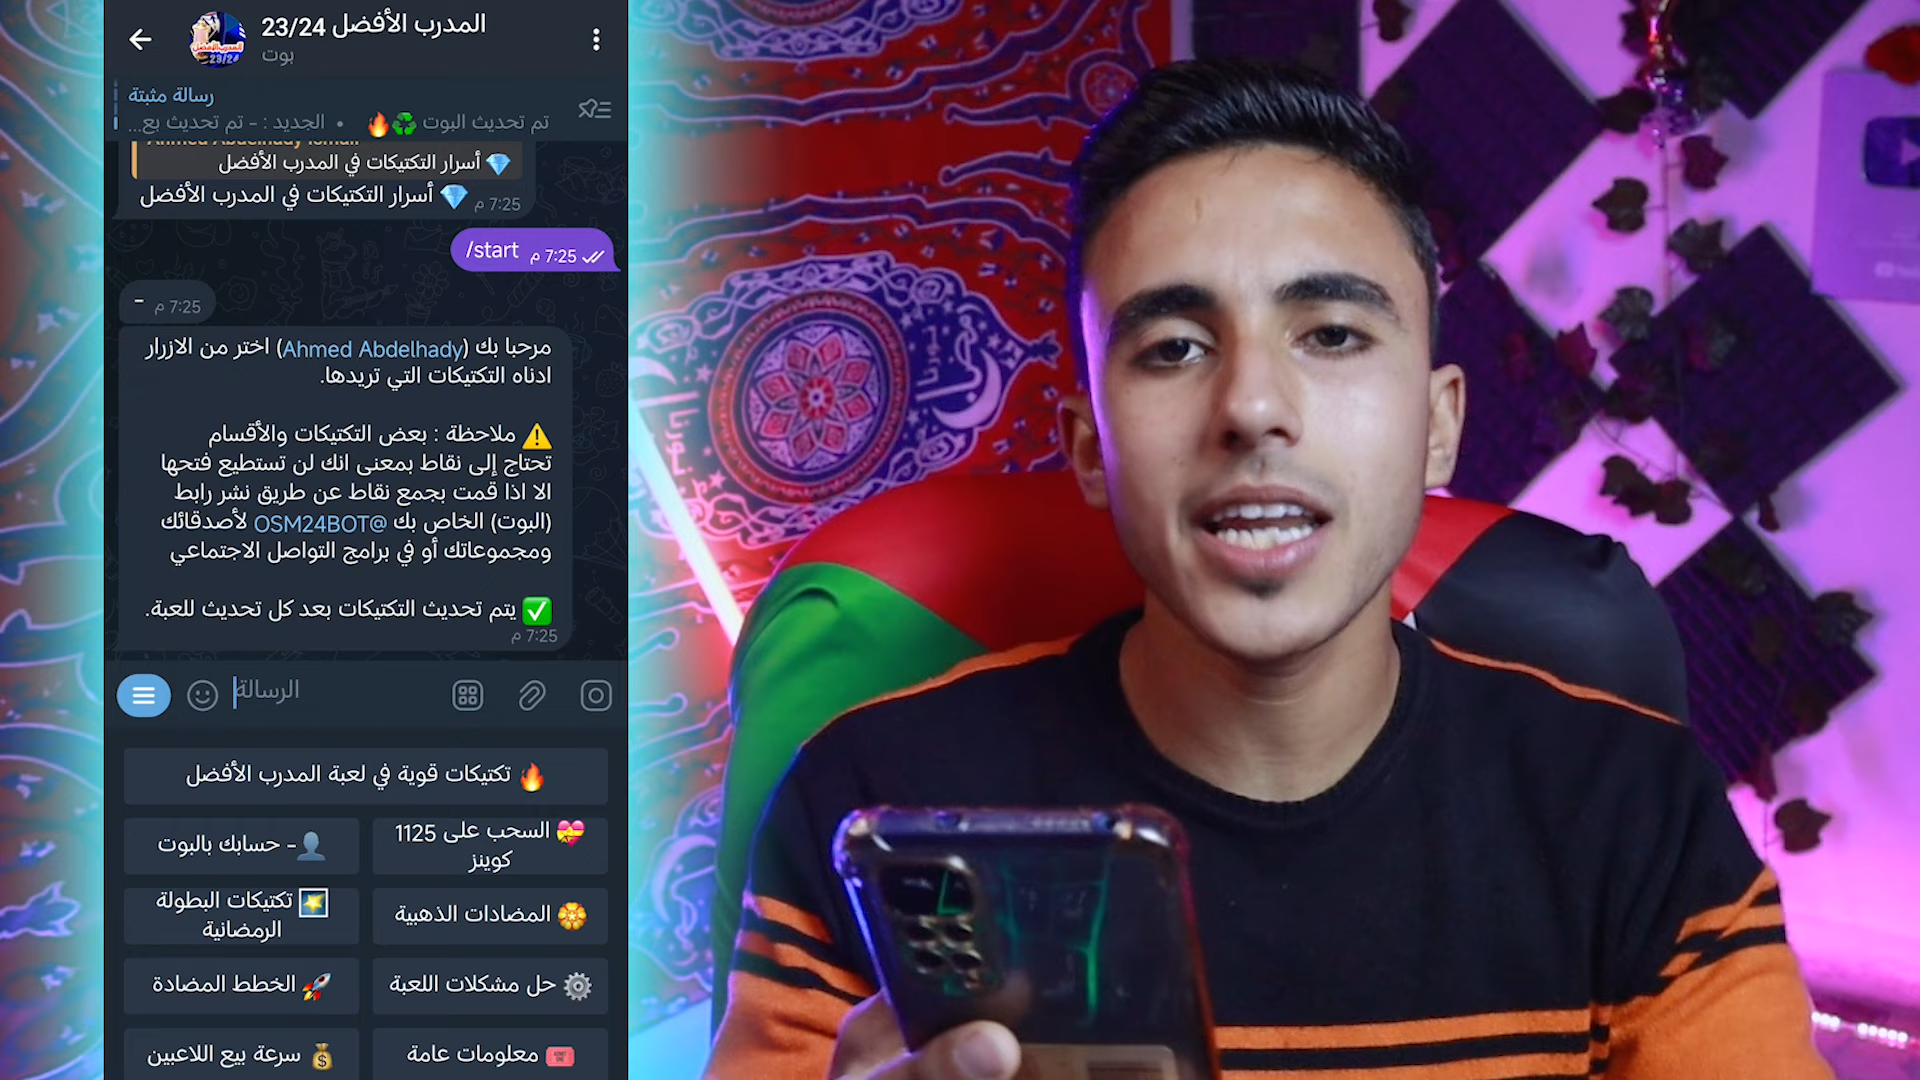 المدرب الأفضل 23/24
بوت
رسالة مثبتة
تم تحديث البوت ♻️🔥 • الجديد : - تم تحديث بع...
Ahmed Abdelhady Ismail
💎 أسرار التكتيكات في المدرب الأفضل
💎 أسرار التكتيكات في المدرب الأفضل
7:25 م
/start 7:25 م
- 7:25 م
مرحبا بك (Ahmed Abdelhady) اختر من الازرار
ادناه التكتيكات التي تريدها.
⚠️ ملاحظة : بعض التكتيكات والأقسام
تحتاج إلى نقاط بمعنى انك لن تستطيع فتحها
الا اذا قمت بجمع نقاط عن طريق نشر رابط
(البوت) الخاص بك @OSM24BOT لأصدقائك
ومجموعاتك أو في برامج التواصل الاجتماعي
✅ يتم تحديث التكتيكات بعد كل تحديث للعبة.
7:25 م
الرسالة
🔥 تكتيكات قوية في لعبة المدرب الأفضل
💝 السحب على 1125
كوينز
👤- حسابك بالبوت
🏵️ المضادات الذهبية
🌠 تكتيكات البطولة
الرمضانية
⚙️ حل مشكلات اللعبة
🚀 الخطط المضادة
🎟️ معلومات عامة
💰 سرعة بيع اللاعبين